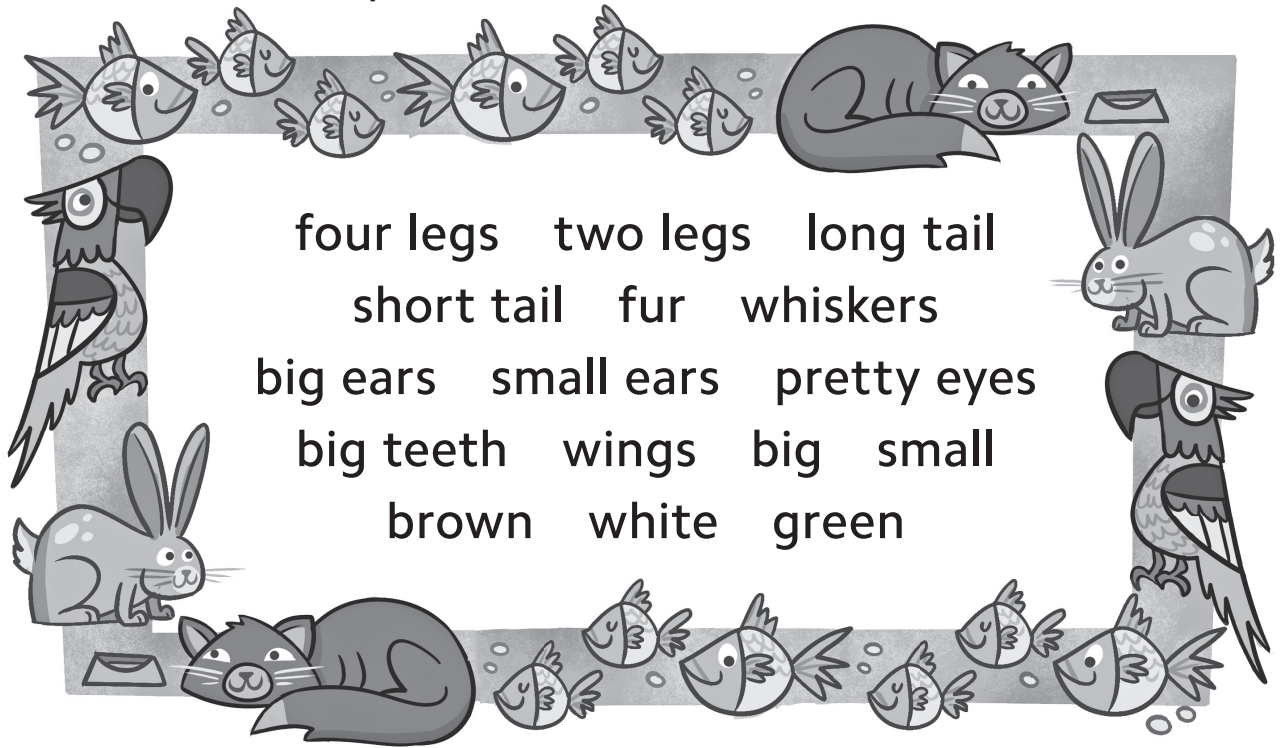 four legs two legs long tail
short tail fur whiskers
big ears small ears pretty eyes
big teeth wings big small
brown white green